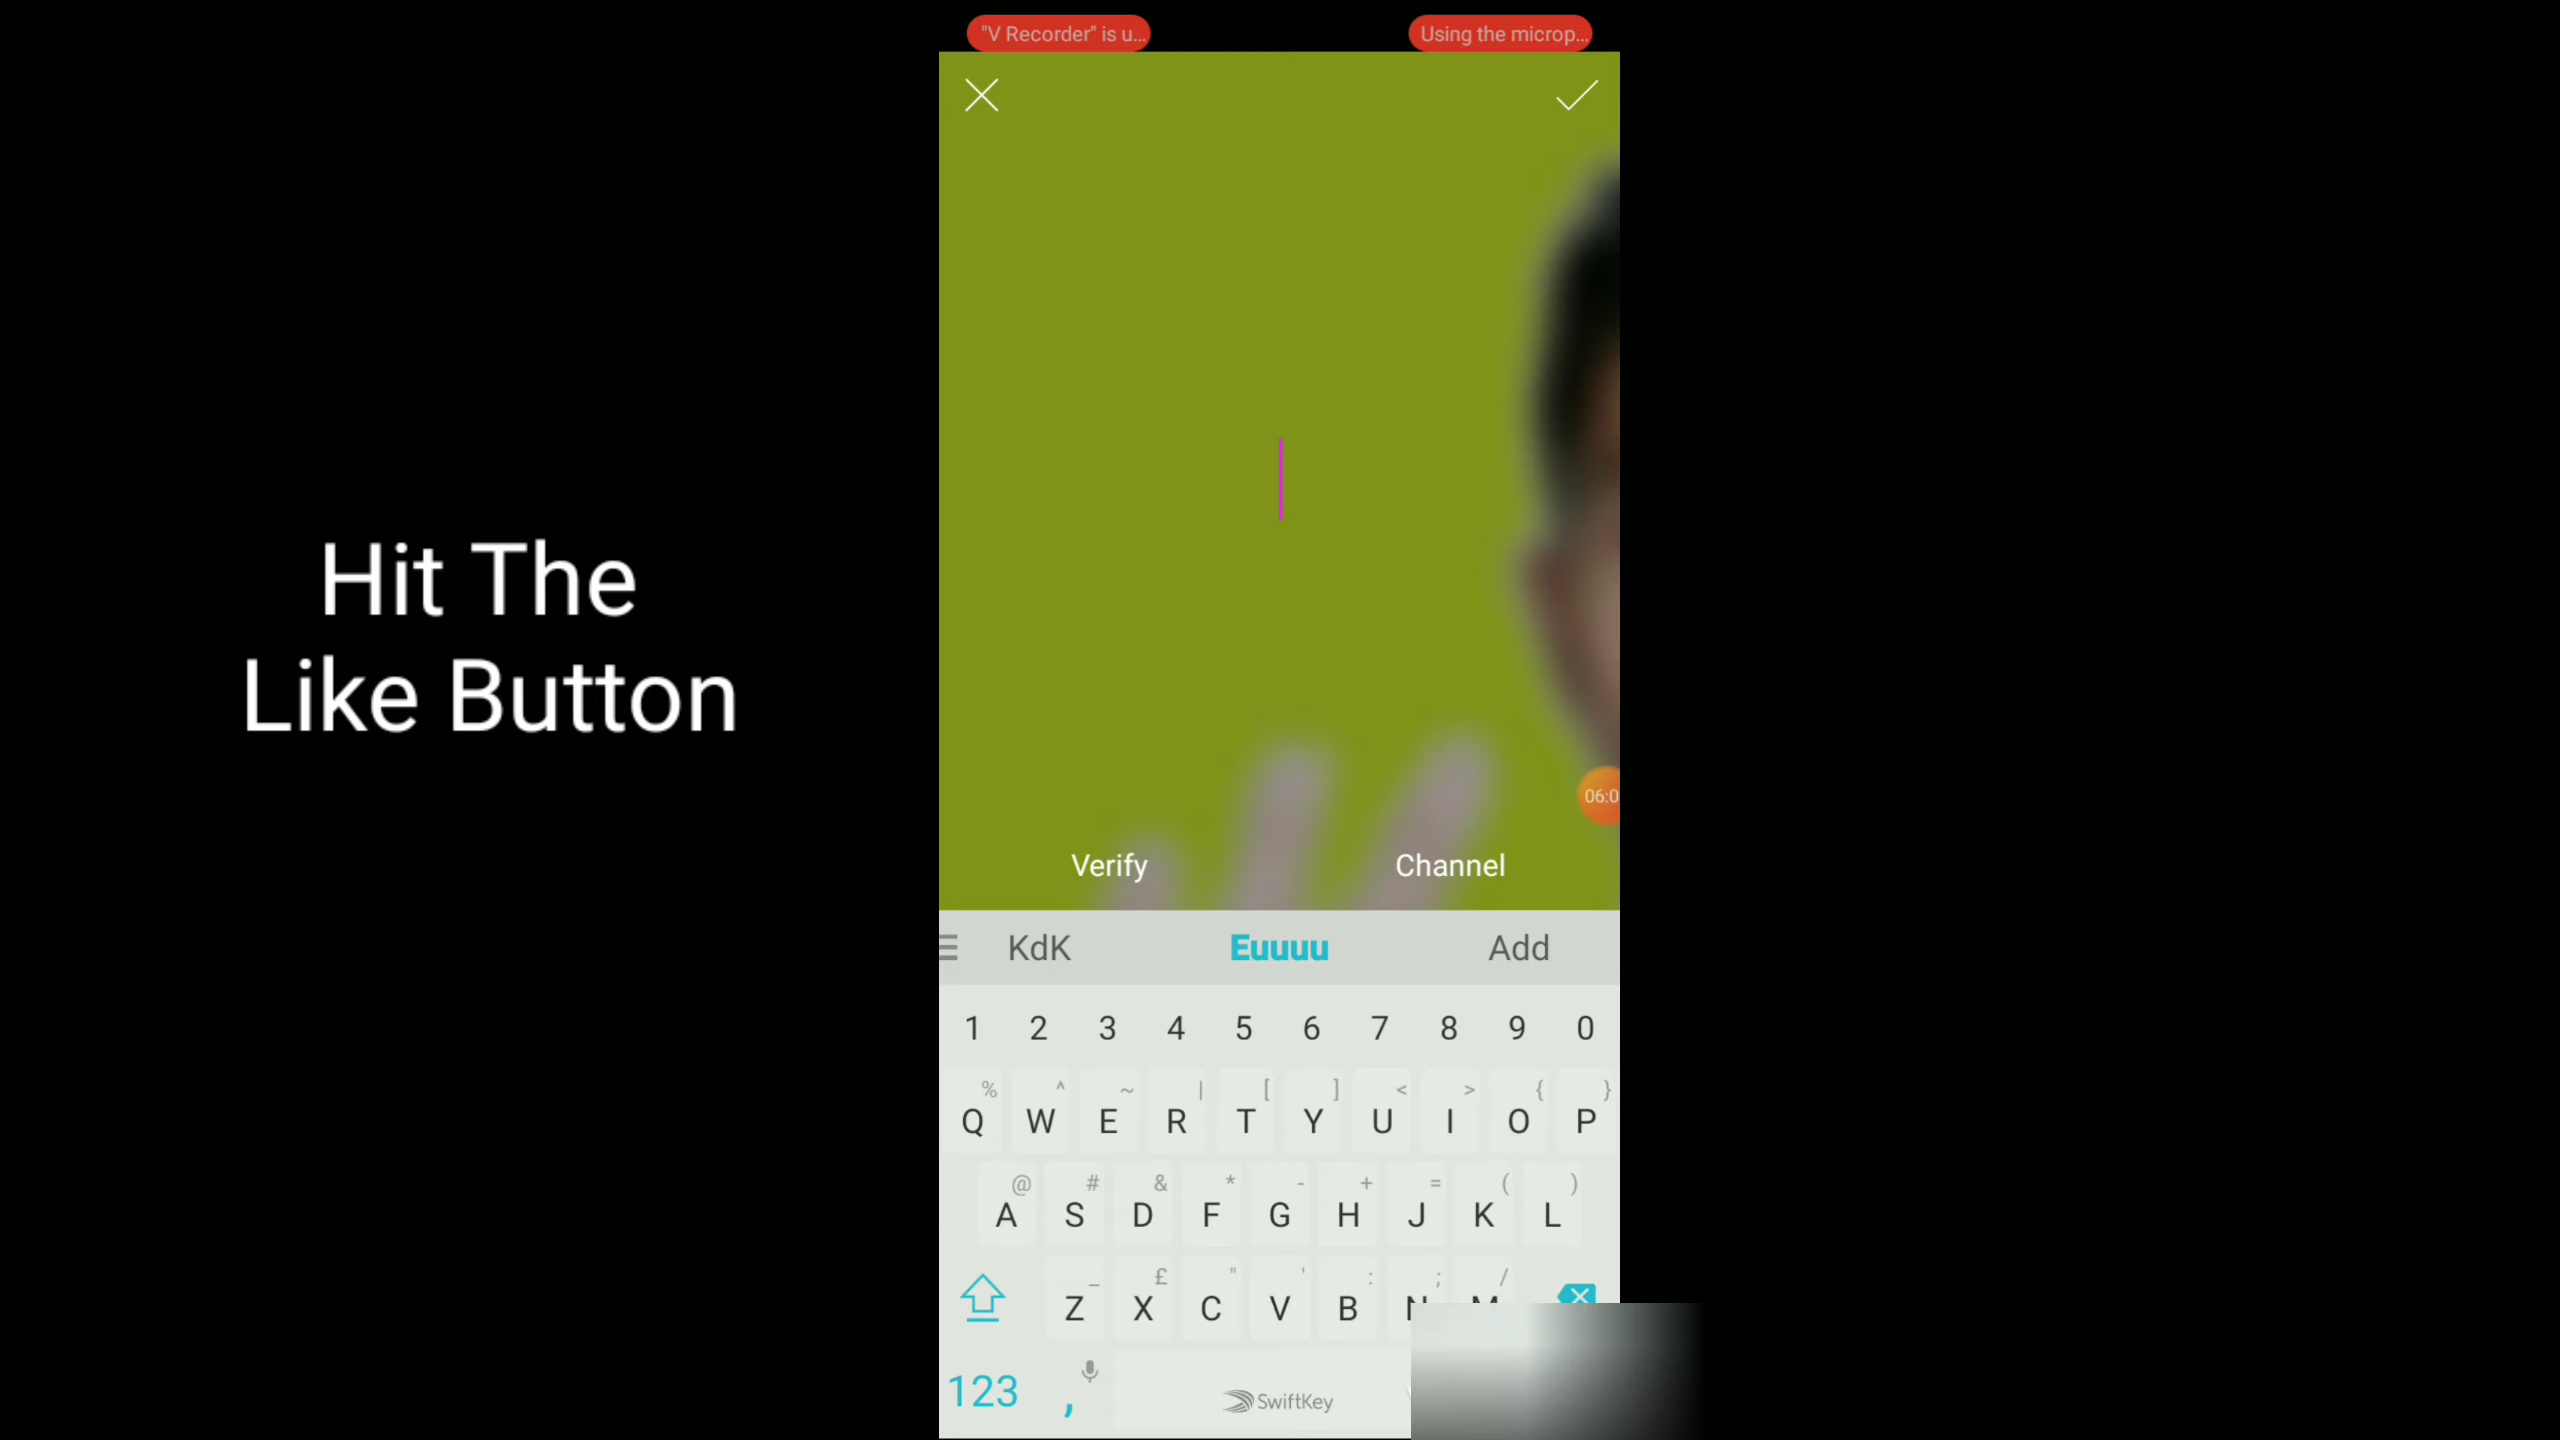 "V Recorder" is u...
Using the microp...
Hit The
Like Button
06:0
Verify
Channel
KdK
Euuuu
Add
1 2 3 4 5 6 7 8 9 0
% ^ ~ | [ ] < > { }
Q W E R T Y U I O P
@ # & * - + = ( )
A S D F G H J K L
_ £ " ' : ; /
Z X C V B N M
123 ,
SwiftKey